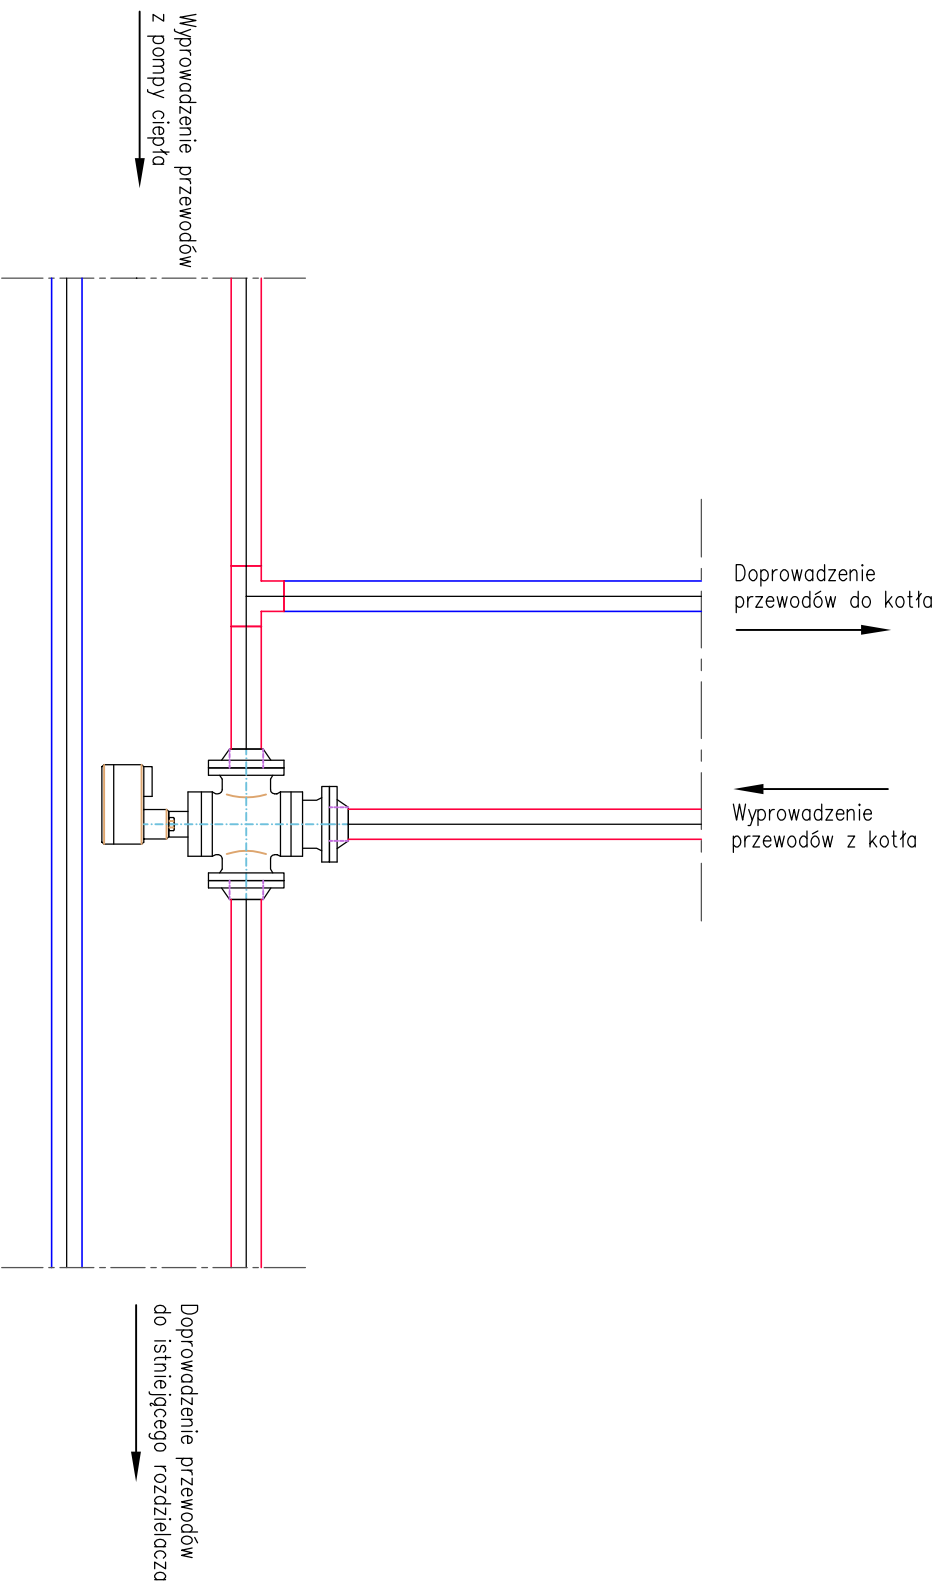 Wyprowadzenie przewodów
z pompy ciepła
Doprowadzenie
przewodów do kotła
Wyprowadzenie
przewodów z kotła
Doprowadzenie przewodów
do istniejącego rozdzielacza